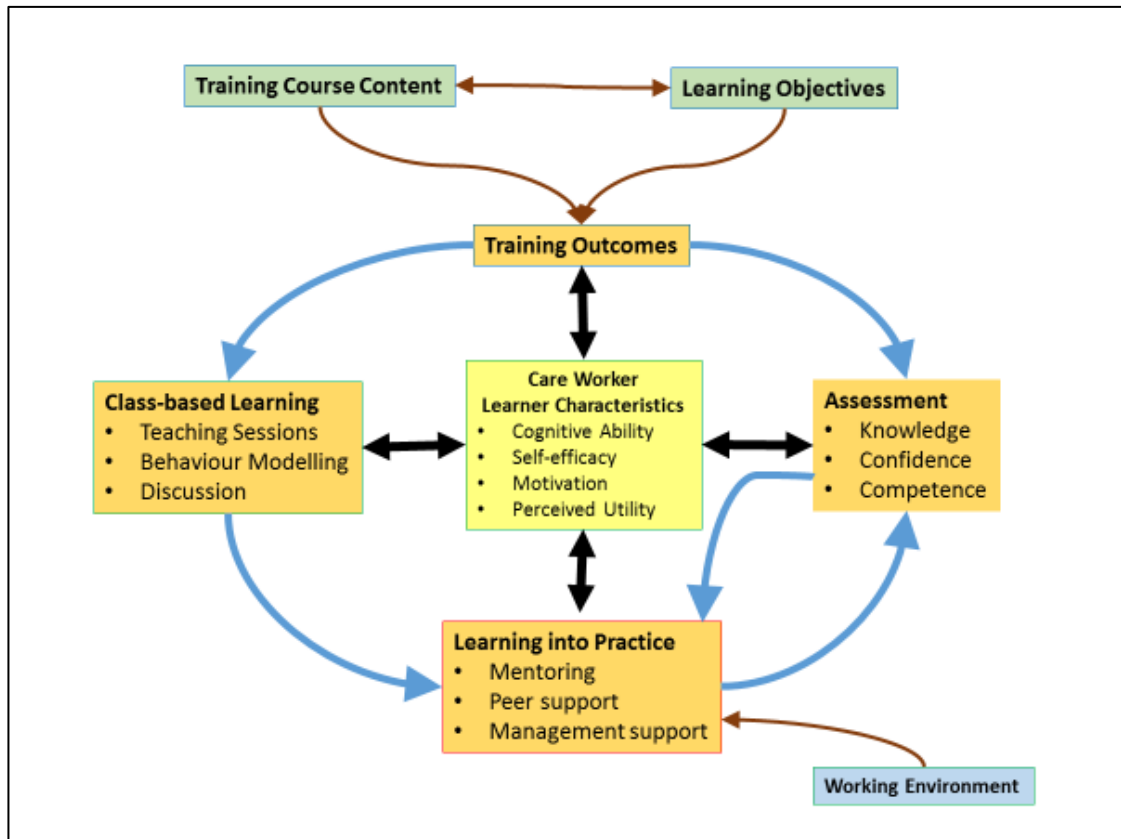 Training Course Content
Learning Objectives
Training Outcomes
Class-based Learning
• Teaching Sessions
• Behaviour Modelling
• Discussion
Care Worker
Learner Characteristics
• Cognitive Ability
• Self-efficacy
• Motivation
• Perceived Utility
Assessment
• Knowledge
• Confidence
• Competence
Learning into Practice
• Mentoring
• Peer support
• Management support
Working Environment